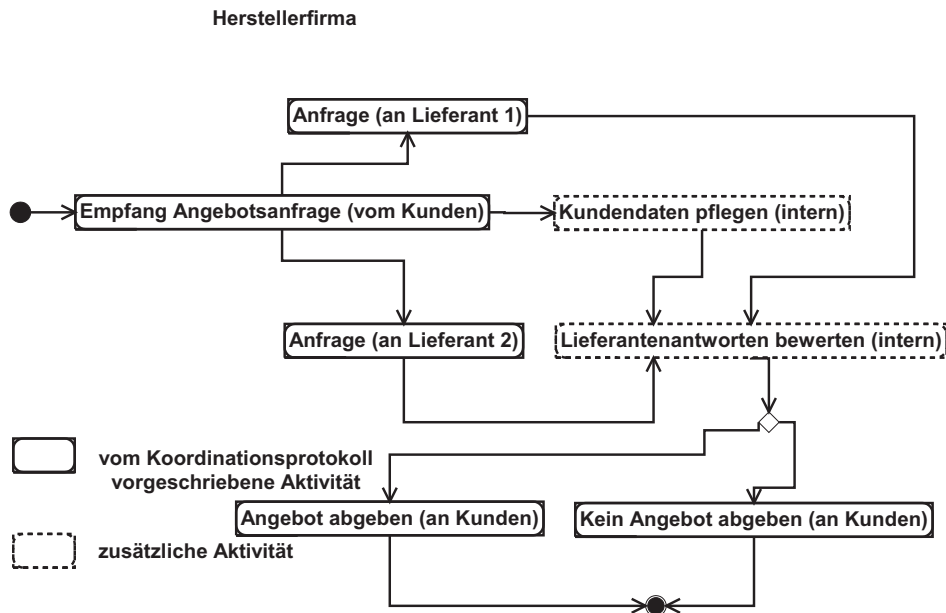 Herstellerfirma
Anfrage (an Lieferant 1)
Empfang Angebotsanfrage (vom Kunden)
Kundendaten pflegen (intern)
Anfrage (an Lieferant 2)
Lieferantenantworten bewerten (intern)
vom Koordinationsprotokoll
vorgeschriebene Aktivität
Angebot abgeben (an Kunden)
Kein Angebot abgeben (an Kunden)
zusätzliche Aktivität